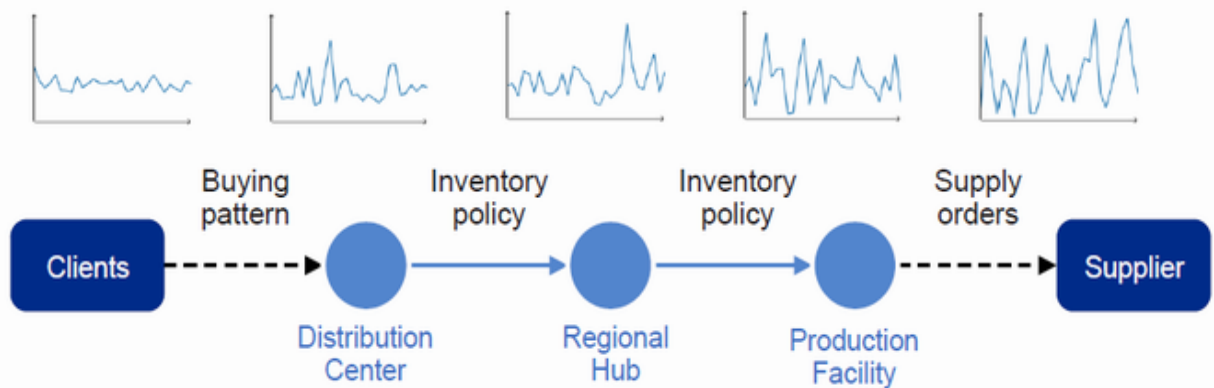 Buying
pattern
Inventory
policy
Inventory
policy
Supply
orders
Clients
Supplier
Distribution
Center
Regional
Hub
Production
Facility